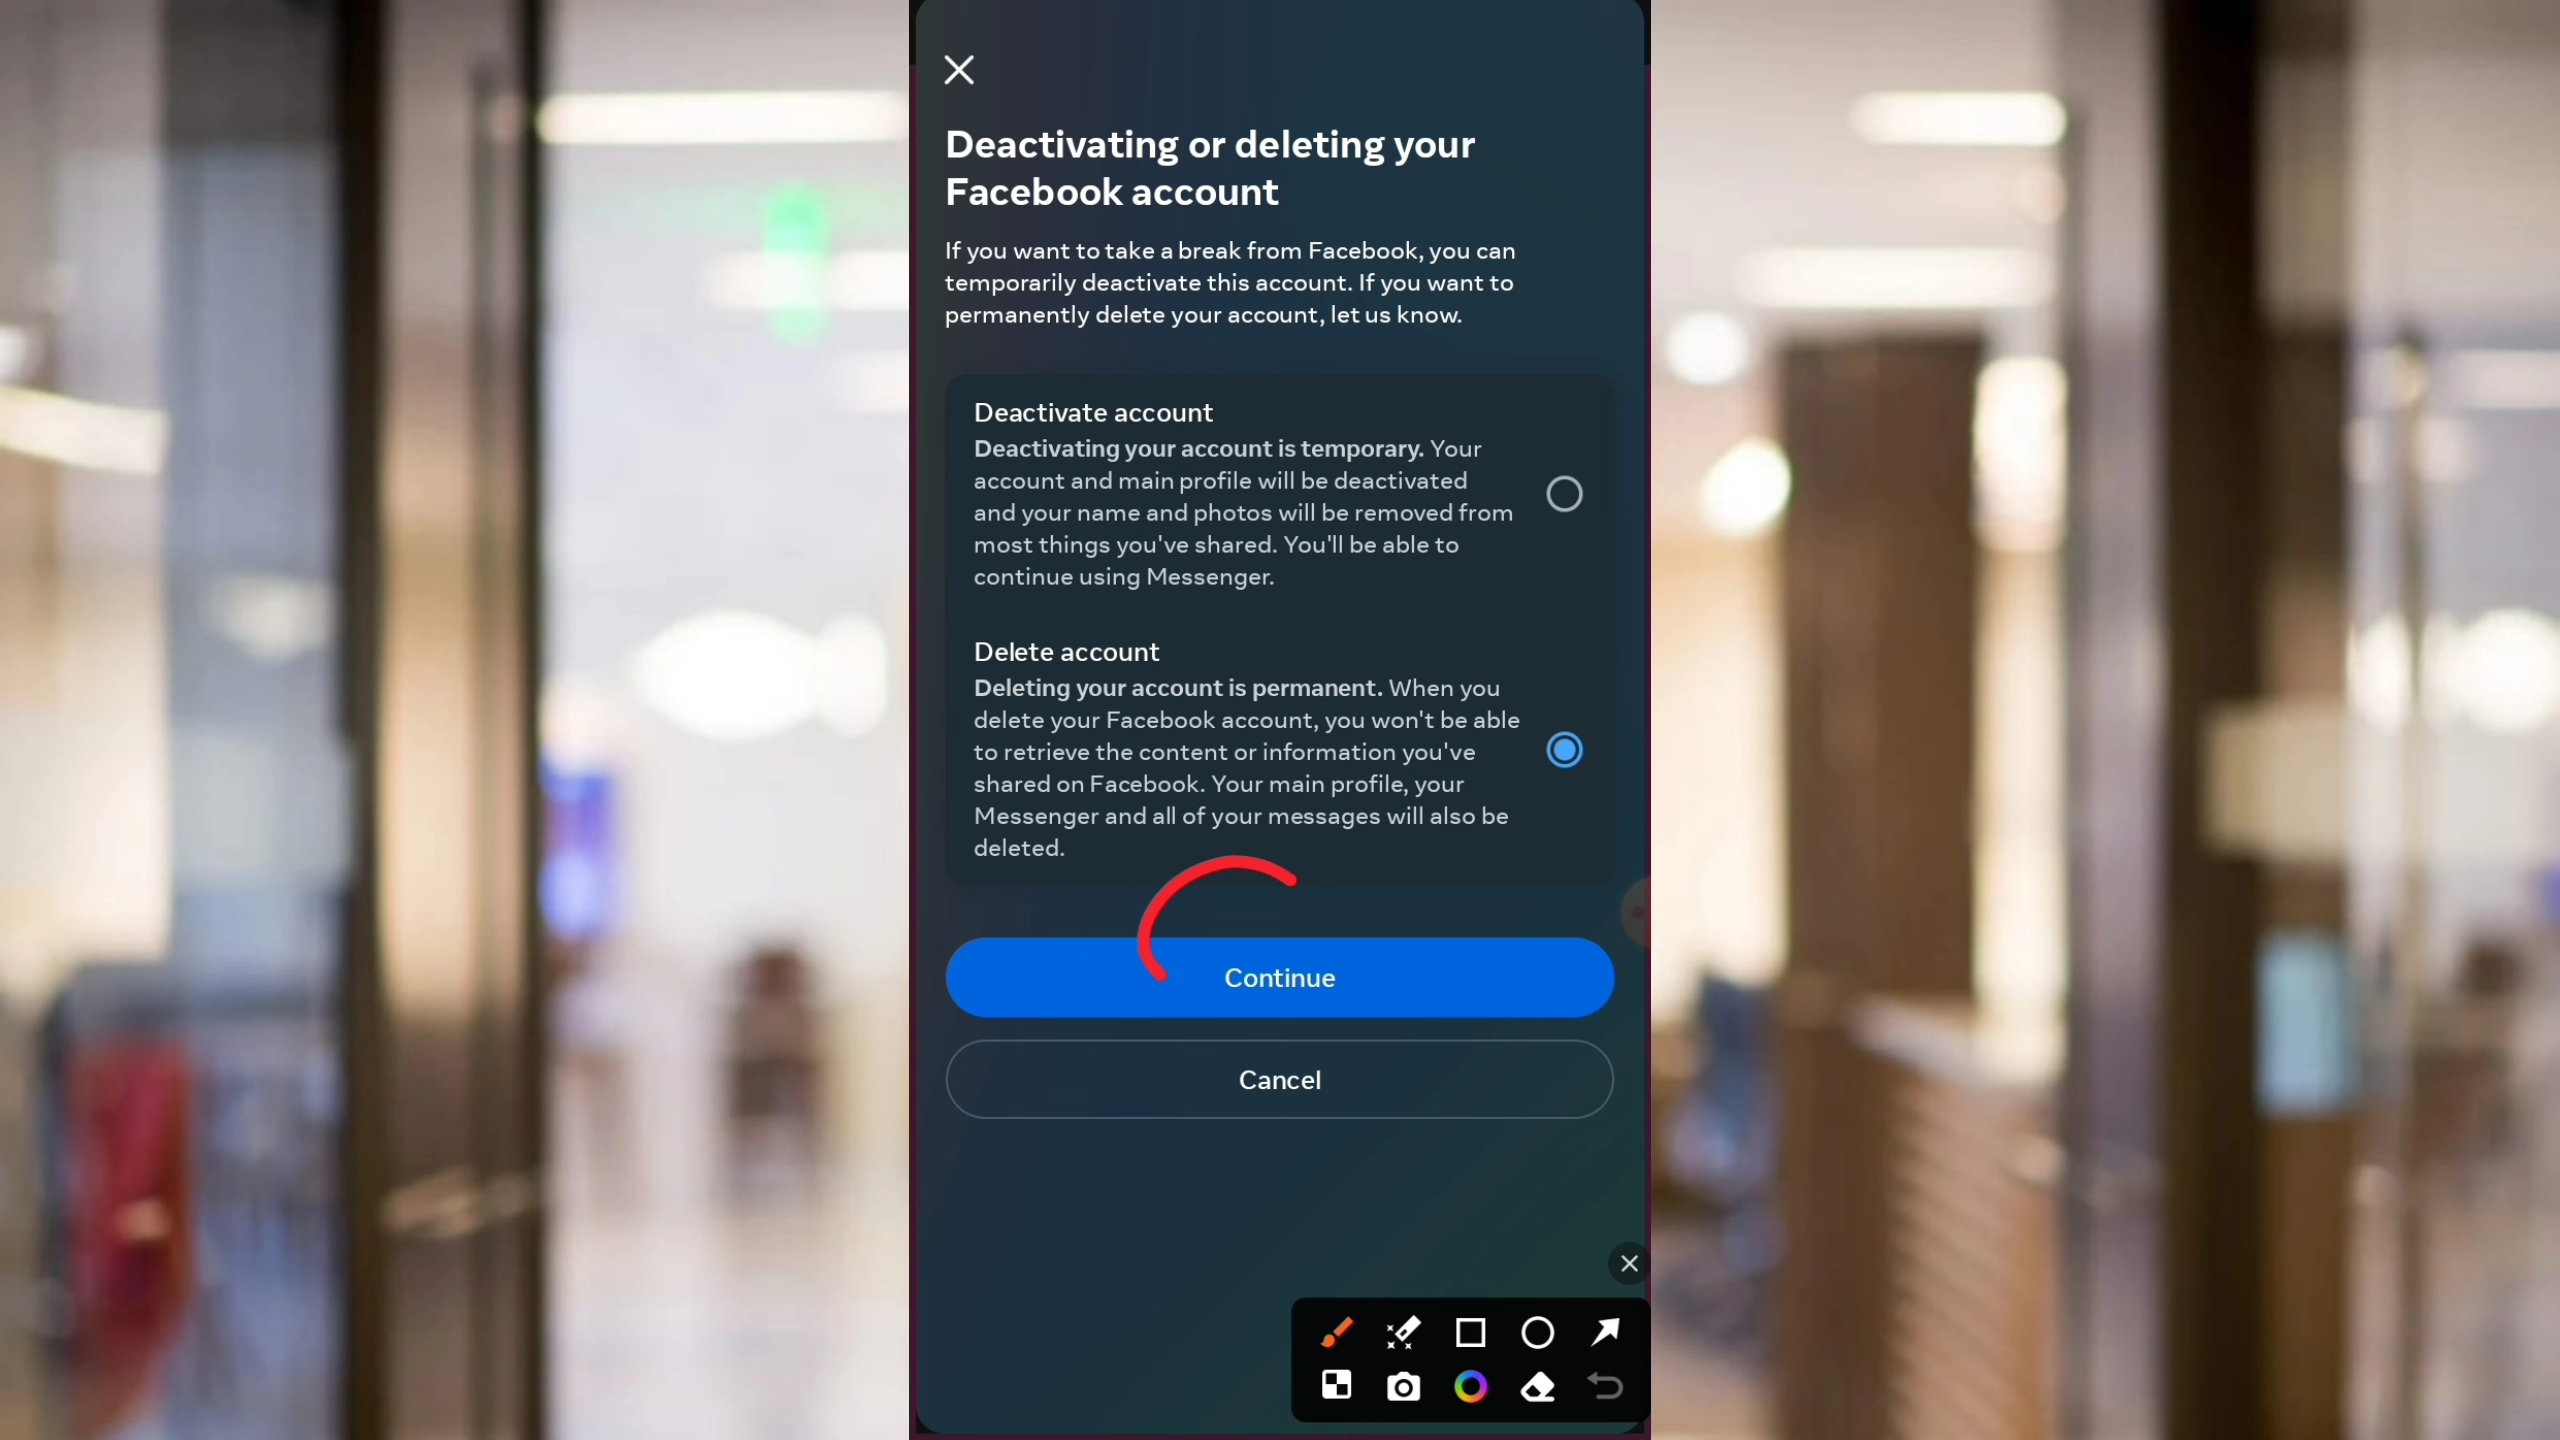 Deactivating or deleting your
Facebook account
If you want to take a break from Facebook, you can
temporarily deactivate this account. If you want to
permanently delete your account, let us know.
Deactivate account
Deactivating your account is temporary. Your
account and main profile will be deactivated
and your name and photos will be removed from
most things you've shared. You'll be able to
continue using Messenger.
Delete account
Deleting your account is permanent. When you
delete your Facebook account, you won't be able
to retrieve the content or information you've
shared on Facebook. Your main profile, your
Messenger and all of your messages will also be
deleted.
Continue
Cancel